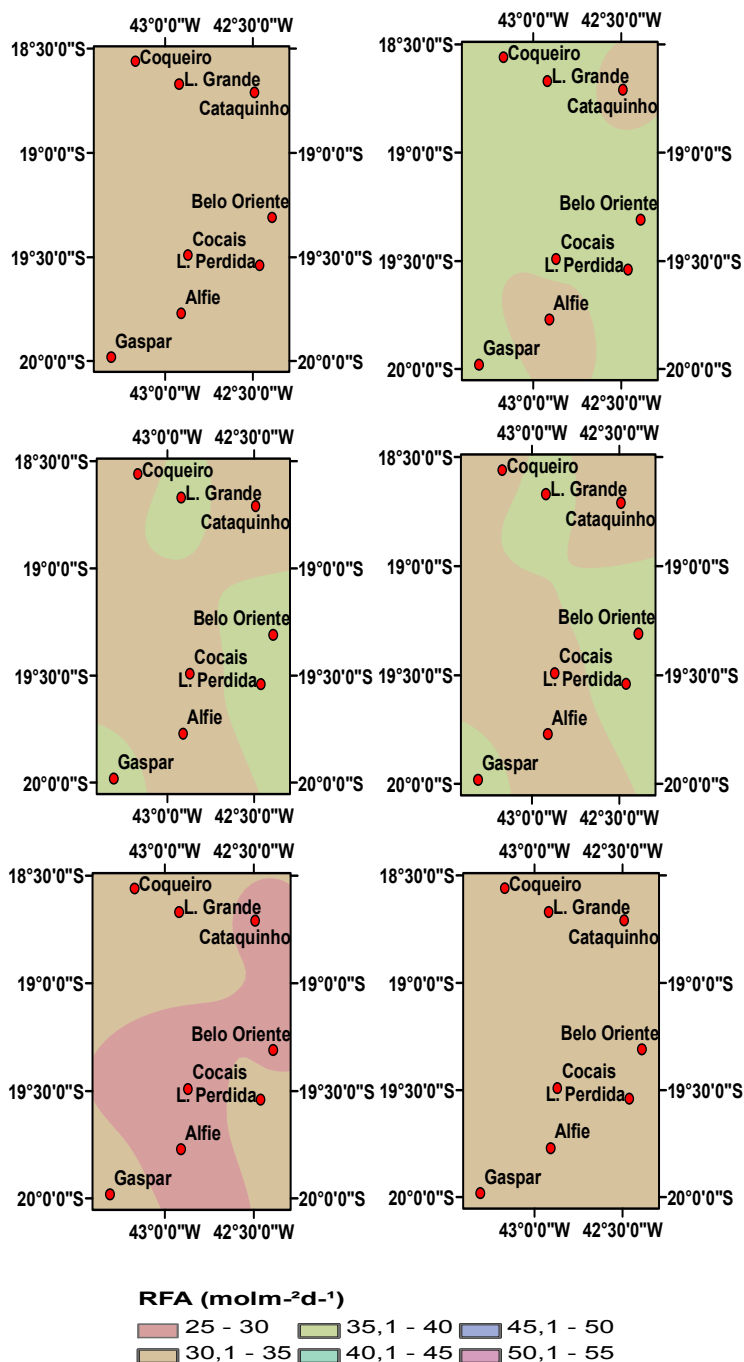 43°0'0"W 42°30'0"W 43°0'0"W 42°30'0"W
18°30'0"S 18°30'0"S
Coqueiro Coqueiro
L. Grande L. Grande
Cataquinho Cataquinho
19°0'0"S 19°0'0"S 19°0'0"S
Belo Oriente Belo Oriente
Cocais Cocais
19°30'0"S 19°30'0"S 19°30'0"S
L. Perdida L. Perdida
Alfie Alfie
Gaspar Gaspar
20°0'0"S 20°0'0"S 20°0'0"S
43°0'0"W 42°30'0"W 43°0'0"W 42°30'0"W
43°0'0"W 42°30'0"W 43°0'0"W 42°30'0"W
18°30'0"S 18°30'0"S
Coqueiro Coqueiro
L. Grande L. Grande
Cataquinho Cataquinho
19°0'0"S 19°0'0"S 19°0'0"S
Belo Oriente Belo Oriente
Cocais Cocais
19°30'0"S 19°30'0"S 19°30'0"S
L. Perdida L. Perdida
Alfie Alfie
Gaspar Gaspar
20°0'0"S 20°0'0"S 20°0'0"S
43°0'0"W 42°30'0"W 43°0'0"W 42°30'0"W
43°0'0"W 42°30'0"W 43°0'0"W 42°30'0"W
18°30'0"S 18°30'0"S
Coqueiro Coqueiro
L. Grande L. Grande
Cataquinho Cataquinho
19°0'0"S 19°0'0"S 19°0'0"S
Belo Oriente Belo Oriente
Cocais Cocais
19°30'0"S 19°30'0"S 19°30'0"S
L. Perdida L. Perdida
Alfie Alfie
Gaspar Gaspar
20°0'0"S 20°0'0"S 20°0'0"S
43°0'0"W 42°30'0"W 43°0'0"W 42°30'0"W
RFA (molm-²d-¹)
25 - 30 35,1 - 40 45,1 - 50
30,1 - 35 40,1 - 45 50,1 - 55